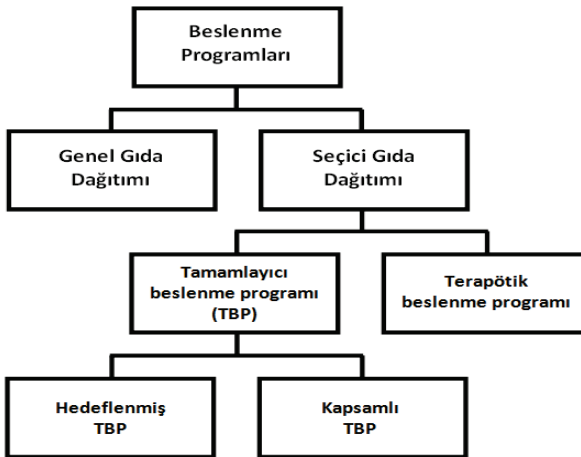 Beslenme
Programları
Genel Gıda
Dağıtımı
Seçici Gıda
Dağıtımı
Tamamlayıcı
beslenme programı
(TBP)
Terapötik
beslenme programı
Hedeflenmiş
TBP
Kapsamlı
TBP